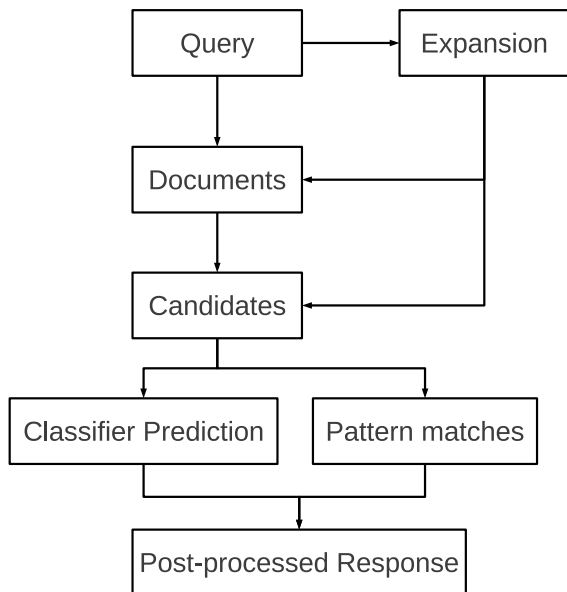 Query
Expansion
Documents
Candidates
Classifier Prediction
Pattern matches
Post-processed Response